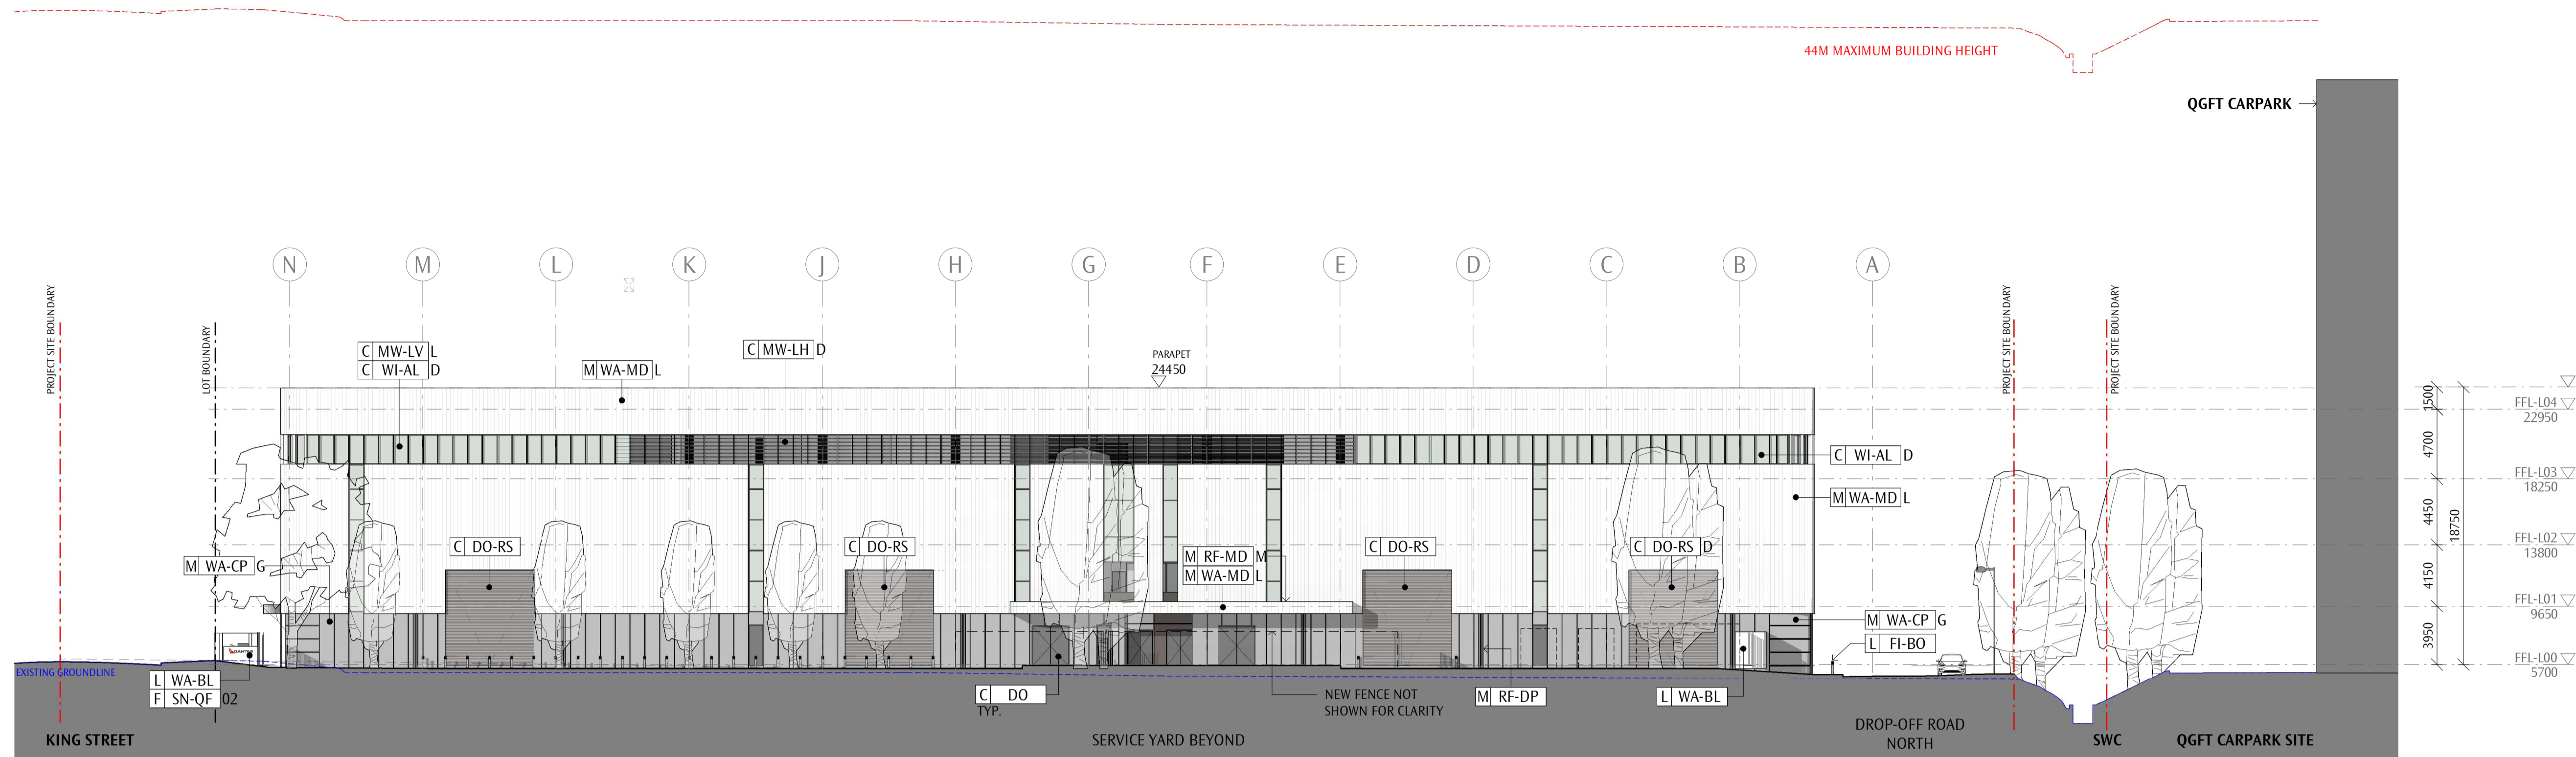 44M MAXIMUM BUILDING HEIGHT
QGFT CARPARK
N M L K J H G F E D C B A
PROJECT SITE BOUNDARY
LOT BOUNDARY
PROJECT SITE BOUNDARY
PROJECT SITE BOUNDARY
C MW-LV L
C WI-AL D
M WA-MD L
C MW-LH D
PARAPET
24450
1500
FFL-L04
22950
4700
C WI-AL D
FFL-L03
18250
M WA-MD L
4450
18750
FFL-L02
13800
C DO-RS
C DO-RS
C DO-RS
C DO-RS D
M RF-MD M
M WA-MD L
M WA-CP G
4150
FFL-L01
9650
M WA-CP G
L FI-BO
3950
QANTAS
FFL-L00
5700
EXISTING GROUNDLINE
L WA-BL
F SN-QF 02
C DO
TYP.
NEW FENCE NOT
SHOWN FOR CLARITY
M RF-DP
L WA-BL
KING STREET
SERVICE YARD BEYOND
DROP-OFF ROAD
NORTH
SWC
QGFT CARPARK SITE